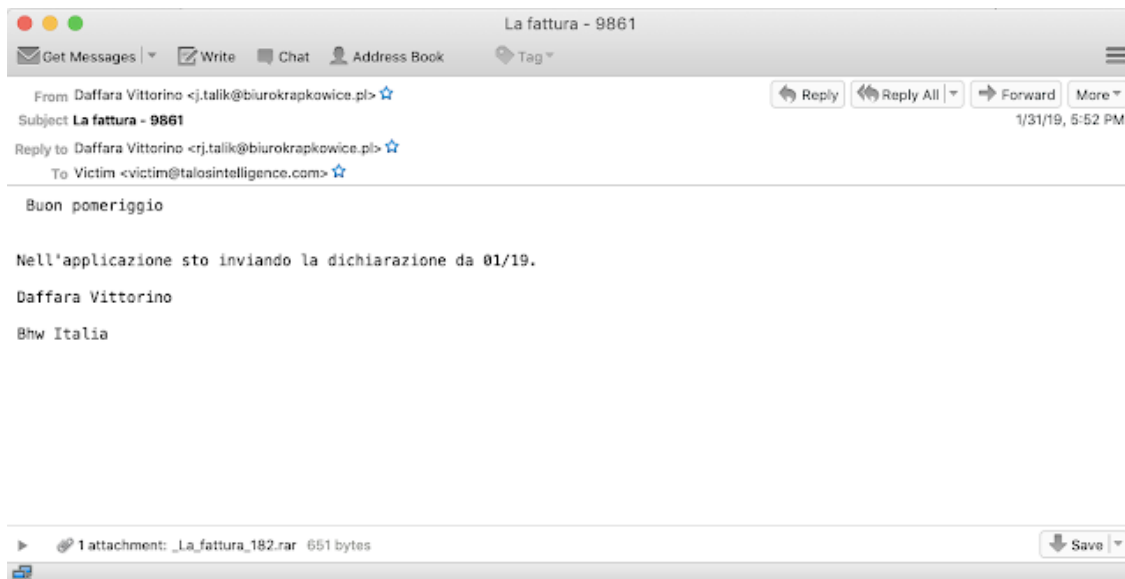 La fattura - 9861
Get Messages Write Chat Address Book Tag
From Daffara Vittorino <j.talik@biurokrapkowice.pl> Reply Reply All Forward More
Subject La fattura - 9861 1/31/19, 5:52 PM
Reply to Daffara Vittorino <rj.talik@biurokrapkowice.pl>
To Victim <victim@talosintelligence.com>
Buon pomeriggio
Nell'applicazione sto inviando la dichiarazione da 01/19.
Daffara Vittorino
Bhw Italia
1 attachment: _La_fattura_182.rar 651 bytes Save